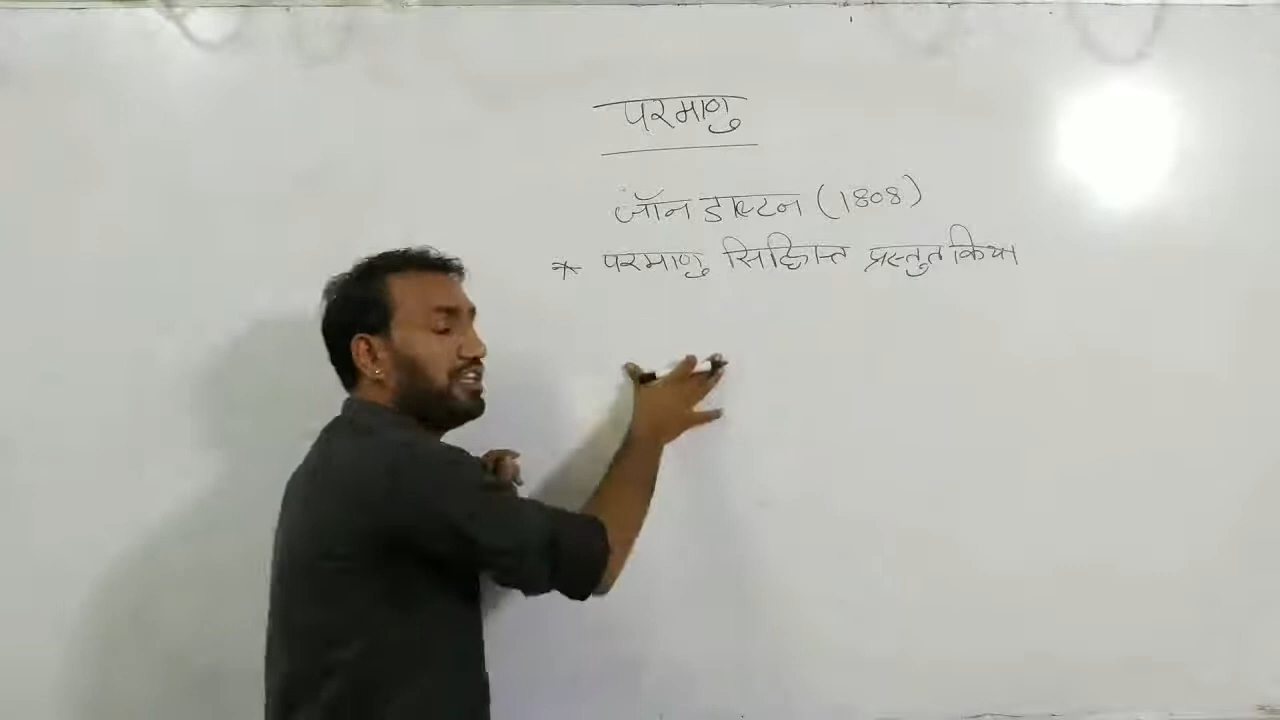 परमाणु
जॉन डाल्टन (1808)
* परमाणु सिद्धान्त प्रस्तुत किया